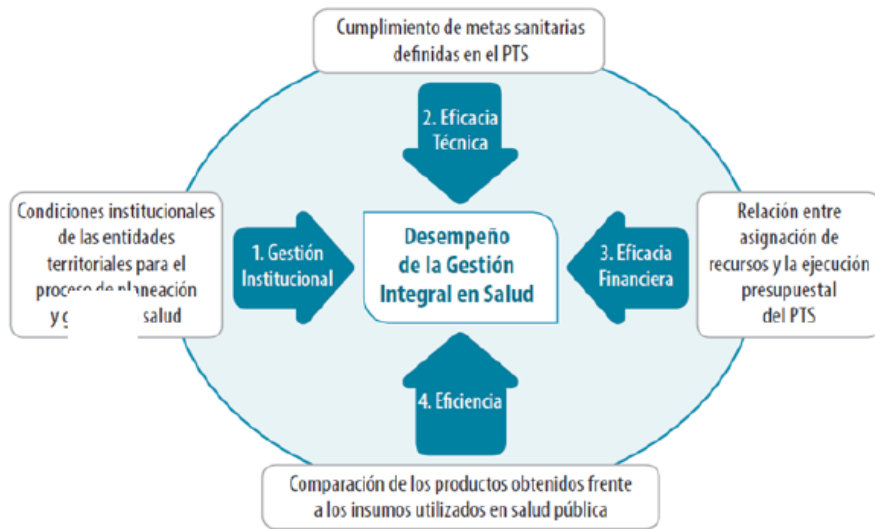 Cumplimiento de metas sanitarias
definidas en el PTS
2. Eficacia
Técnica
Condiciones institucionales
de las entidades
territoriales para el
proceso de planeación
y g salud
1. Gestión
Institucional
Desempeño
de la Gestión
Integral en Salud
3. Eficacia
Financiera
Relación entre
asignación de
recursos y la ejecución
presupuestal
del PTS
4. Eficiencia
Comparación de los productos obtenidos frente
a los insumos utilizados en salud pública